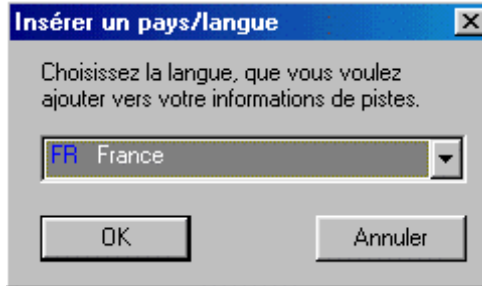 Insérer un pays/langue
Choisissez la langue, que vous voulez
ajouter vers votre informations de pistes.
FR France
OK Annuler